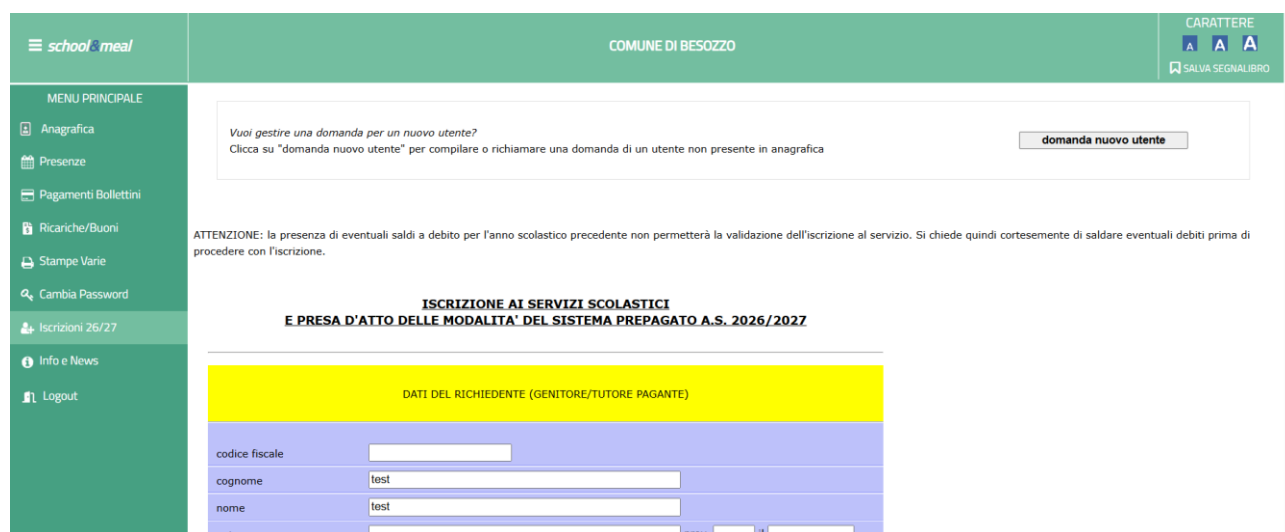 school&meal
COMUNE DI BESOZZO
CARATTERE
A A A
SALVA SEGNALIBRO
MENU PRINCIPALE
Anagrafica
Presenze
Pagamenti Bollettini
Ricariche/Buoni
Stampe Varie
Cambia Password
Iscrizioni 26/27
Info e News
Logout
Vuoi gestire una domanda per un nuovo utente?
Clicca su "domanda nuovo utente" per compilare o richiamare una domanda di un utente non presente in anagrafica
domanda nuovo utente
ATTENZIONE: la presenza di eventuali saldi a debito per l'anno scolastico precedente non permetterà la validazione dell'iscrizione al servizio. Si chiede quindi cortesemente di saldare eventuali debiti prima di
procedere con l'iscrizione.
ISCRIZIONE AI SERVIZI SCOLASTICI
E PRESA D'ATTO DELLE MODALITA' DEL SISTEMA PREPAGATO A.S. 2026/2027
DATI DEL RICHIEDENTE (GENITORE/TUTORE PAGANTE)
codice fiscale
cognome test
nome test